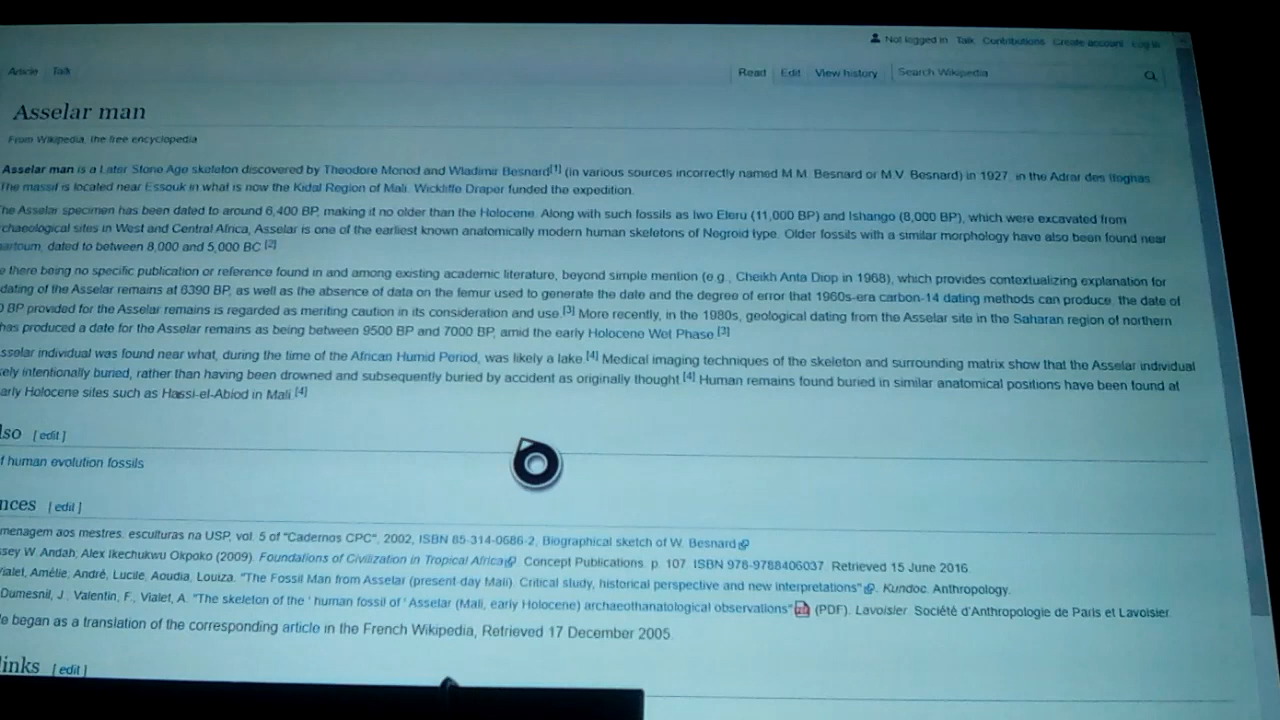 Not logged in Talk Contributions Create account Log in
Article Talk
Read Edit View history Search Wikipedia
Asselar man
From Wikipedia, the free encyclopedia
Asselar man is a Later Stone Age skeleton discovered by Theodore Monod and Wladimir Besnard[1] (in various sources incorrectly named M.M. Besnard or M.V. Besnard) in 1927, in the Adrar des Ifoghas.
The massif is located near Essouk in what is now the Kidal Region of Mali. Wickliffe Draper funded the expedition.
he Asselar specimen has been dated to around 6,400 BP, making it no older than the Holocene. Along with such fossils as Iwo Eleru (11,000 BP) and Ishango (8,000 BP), which were excavated from
chaeological sites in West and Central Africa, Asselar is one of the earliest known anatomically modern human skeletons of Negroid type. Older fossils with a similar morphology have also been found near
artoum, dated to between 8,000 and 5,000 BC.[2]
e there being no specific publication or reference found in and among existing academic literature, beyond simple mention (e.g., Cheikh Anta Diop in 1968), which provides contextualizing explanation for
dating of the Asselar remains at 6390 BP, as well as the absence of data on the femur used to generate the date and the degree of error that 1960s-era carbon-14 dating methods can produce, the date of
0 BP provided for the Asselar remains is regarded as meriting caution in its consideration and use.[3] More recently, in the 1980s, geological dating from the Asselar site in the Saharan region of northern
has produced a date for the Asselar remains as being between 9500 BP and 7000 BP, amid the early Holocene Wet Phase.[3]
sselar individual was found near what, during the time of the African Humid Period, was likely a lake.[4] Medical imaging techniques of the skeleton and surrounding matrix show that the Asselar individual
ely intentionally buried, rather than having been drowned and subsequently buried by accident as originally thought.[4] Human remains found buried in similar anatomical positions have been found at
arly Holocene sites such as Hassi-el-Abiod in Mali.[4]
lso [ edit ]
f human evolution fossils
nces [ edit ]
menagem aos mestres. esculturas na USP, vol. 5 of "Cadernos CPC", 2002, ISBN 85-314-0686-2, Biographical sketch of W. Besnard
ssey W. Andah; Alex Ikechukwu Okpoko (2009). Foundations of Civilization in Tropical Africa. Concept Publications. p. 107. ISBN 978-9788406037. Retrieved 15 June 2016.
Vialet, Amélie, André, Lucile, Aoudia, Louiza. "The Fossil Man from Asselar (present-day Mali). Critical study, historical perspective and new interpretations". Kundoc. Anthropology.
Dumesnil, J., Valentin, F., Vialet, A. "The skeleton of the ' human fossil of ' Asselar (Mali, early Holocene) archaeothanatological observations" (PDF). Lavoisier. Société d'Anthropologie de Paris et Lavoisier.
le began as a translation of the corresponding article in the French Wikipedia, Retrieved 17 December 2005.
links [ edit ]